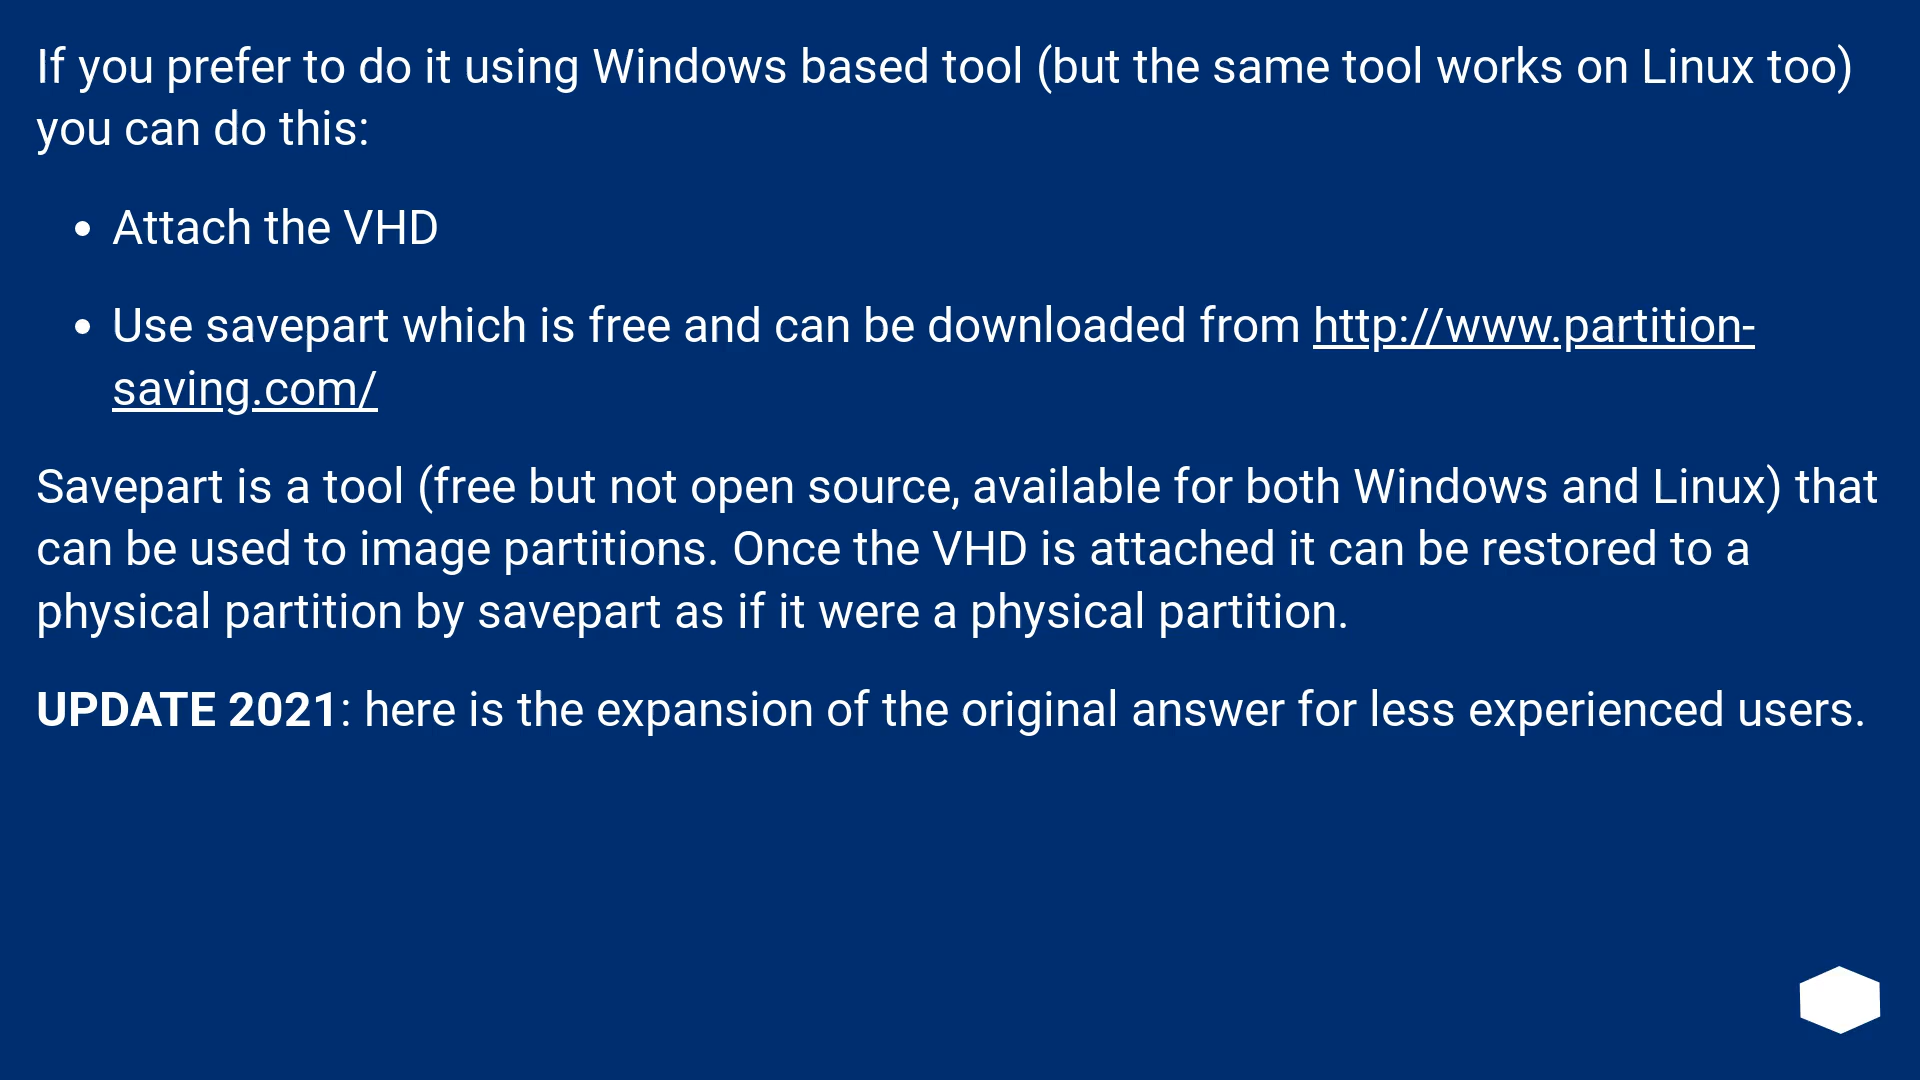 If you prefer to do it using Windows based tool (but the same tool works on Linux too)
you can do this:
• Attach the VHD
• Use savepart which is free and can be downloaded from http://www.partition-
saving.com/
Savepart is a tool (free but not open source, available for both Windows and Linux) that
can be used to image partitions. Once the VHD is attached it can be restored to a
physical partition by savepart as if it were a physical partition.
UPDATE 2021: here is the expansion of the original answer for less experienced users.